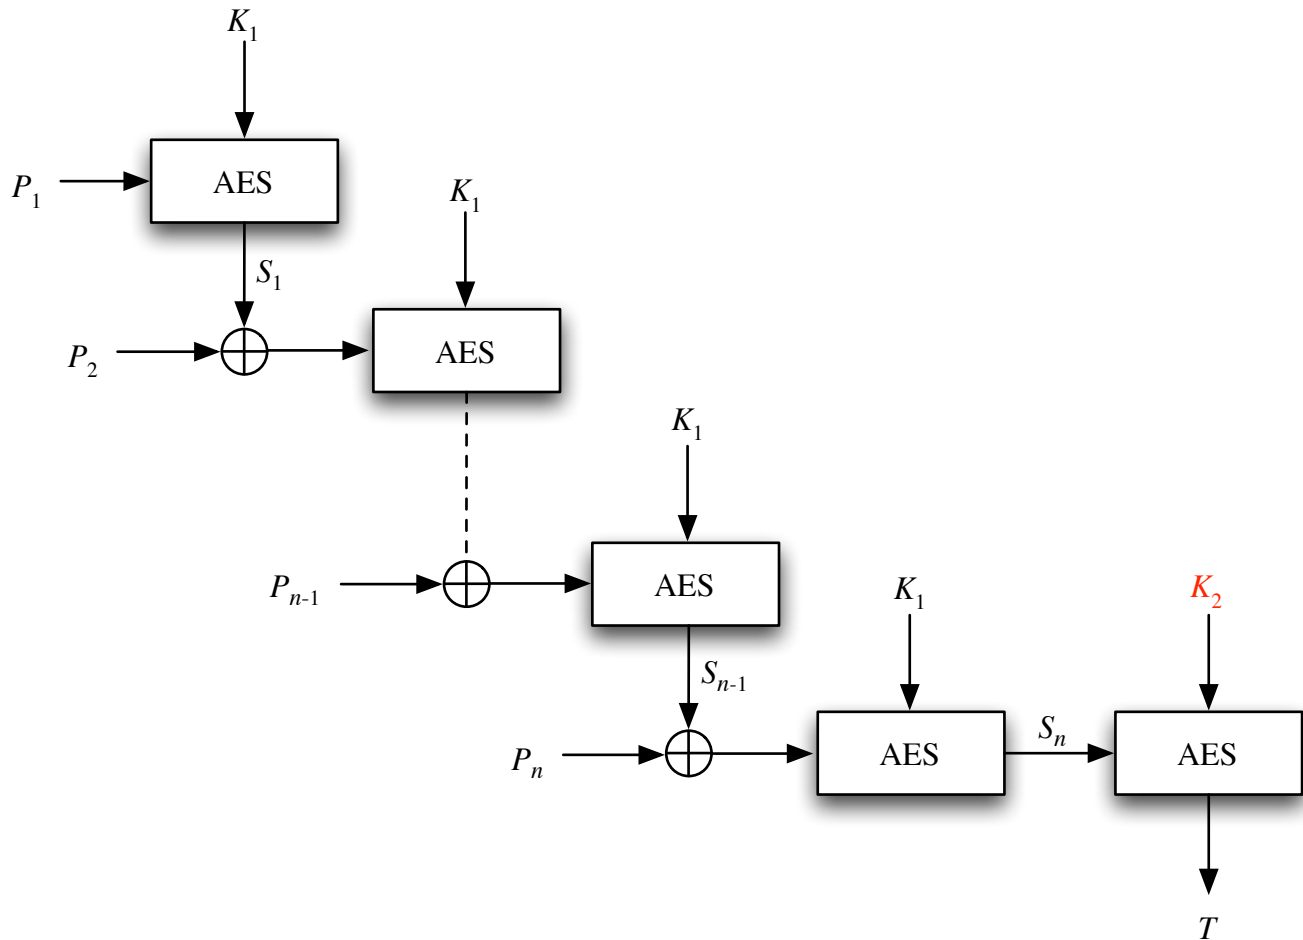 K1
P1 AES
K1
S1
P2 AES
K1
Pn-1 AES K1 K2
Sn-1
Pn AES Sn AES
T